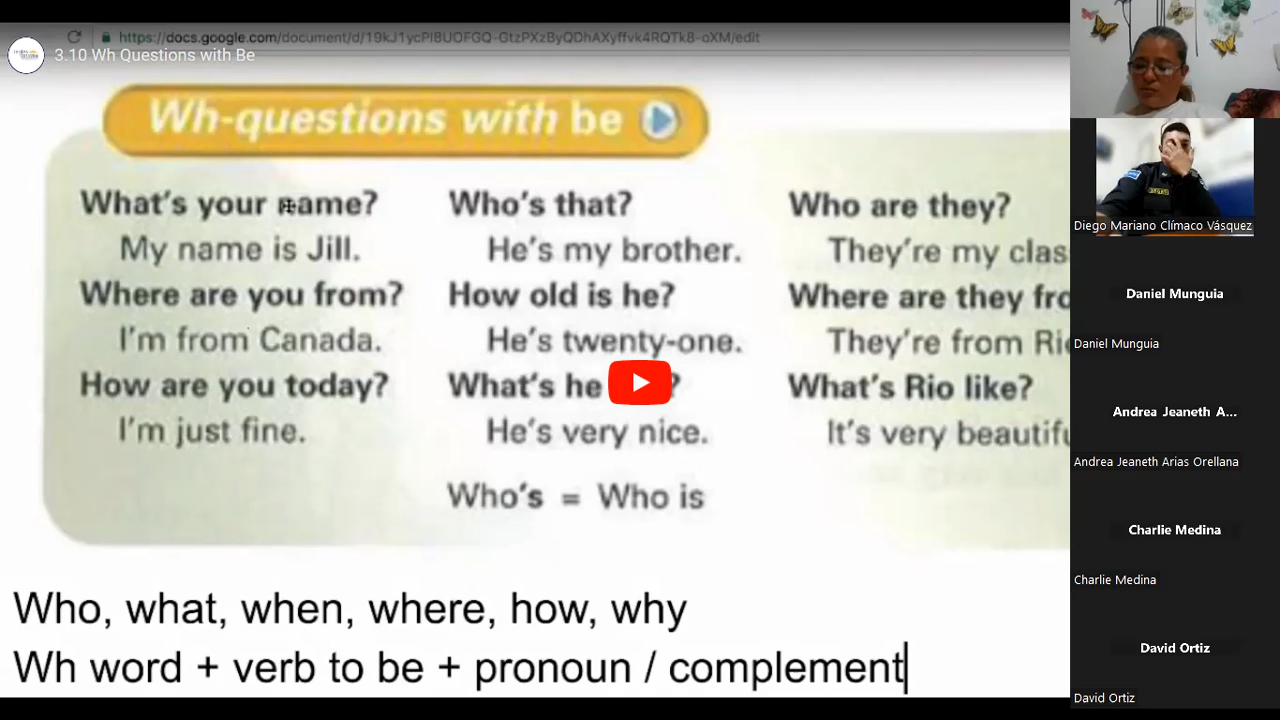 https://docs.google.com/document/d/19kJ1ycPI8UOFGQ-GtzPXzByQDhAXyffvk4RQTk8-oXM/edit
3.10 Wh Questions with Be
Wh-questions with be
What's your name?
My name is Jill.
Where are you from?
I'm from Canada.
How are you today?
I'm just fine.
Who's that?
He's my brother.
How old is he?
He's twenty-one.
What's he ?
He's very nice.
Who's = Who is
Who are they?
They're my clas
Where are they fro
They're from Ri
What's Rio like?
It's very beautifu
Who, what, when, where, how, why
Wh word + verb to be + pronoun / complement
Diego Mariano Clímaco Vásquez
Daniel Munguia
Daniel Munguia
Andrea Jeaneth A...
Andrea Jeaneth Arias Orellana
Charlie Medina
Charlie Medina
David Ortiz
David Ortiz